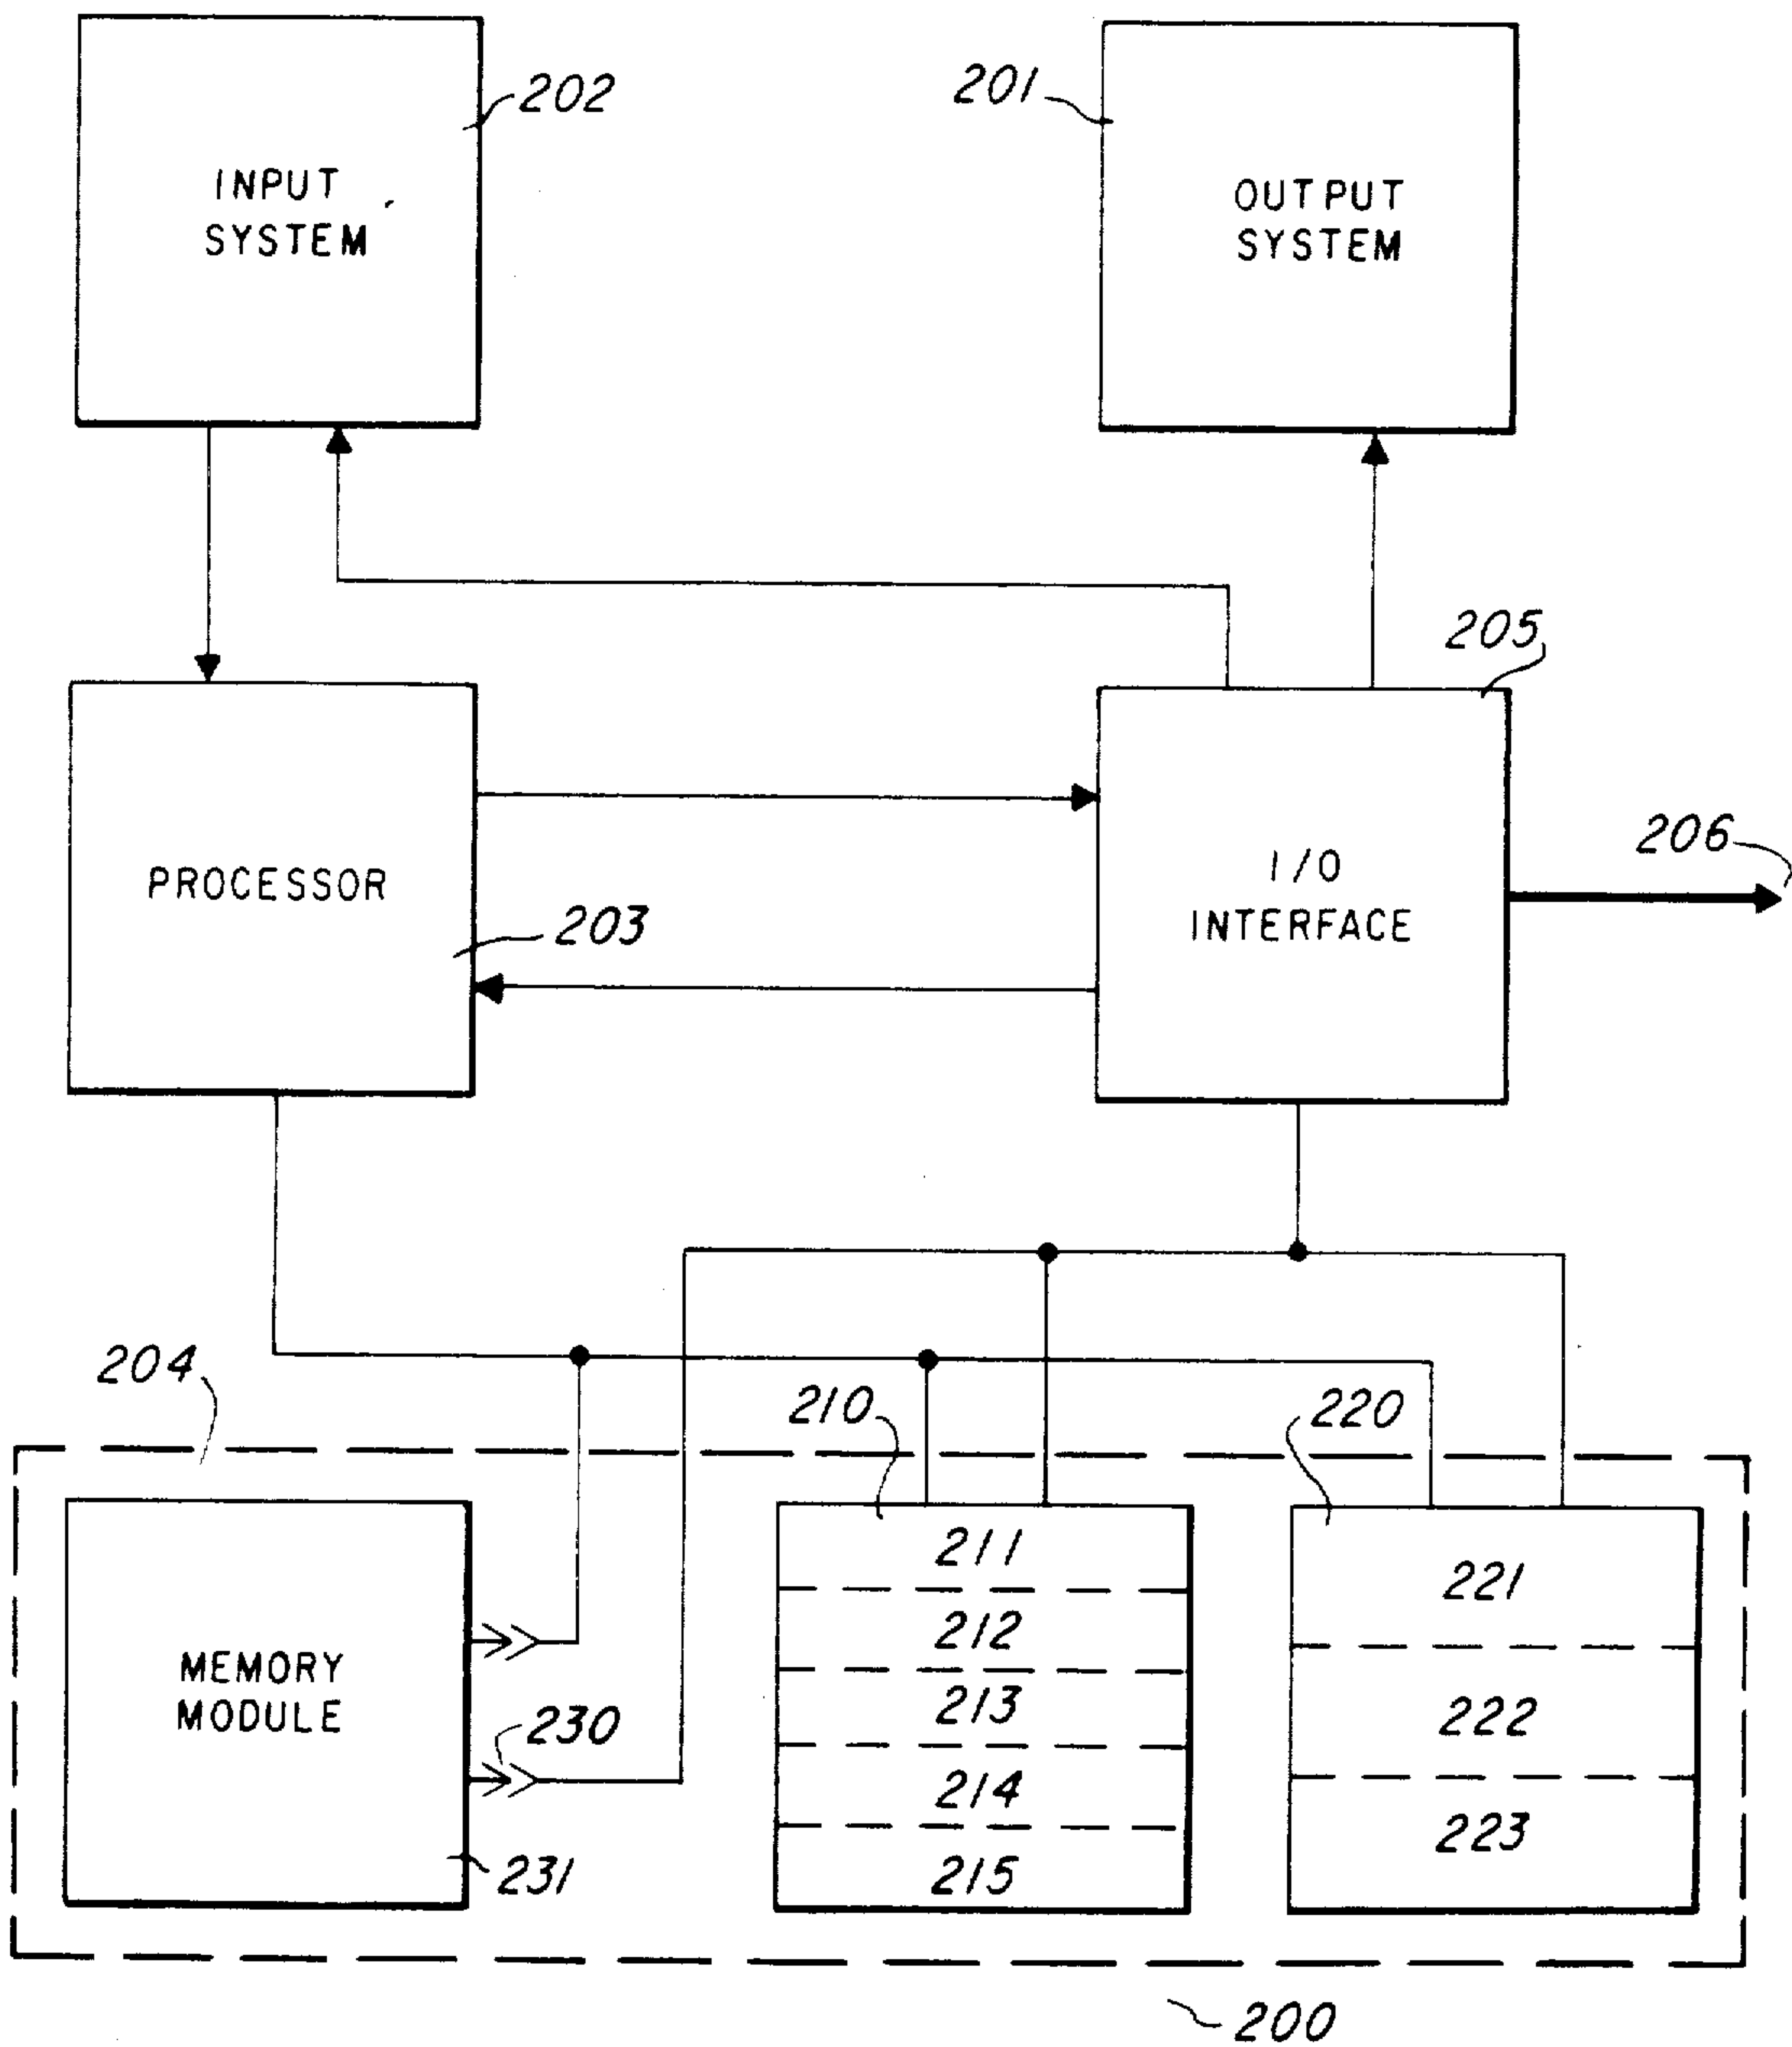 202
INPUT
SYSTEM
201
OUTPUT
SYSTEM
205
PROCESSOR
203
I/O
INTERFACE
206
204
210
220
MEMORY
MODULE
230
231
211
212
213
214
215
221
222
223
200